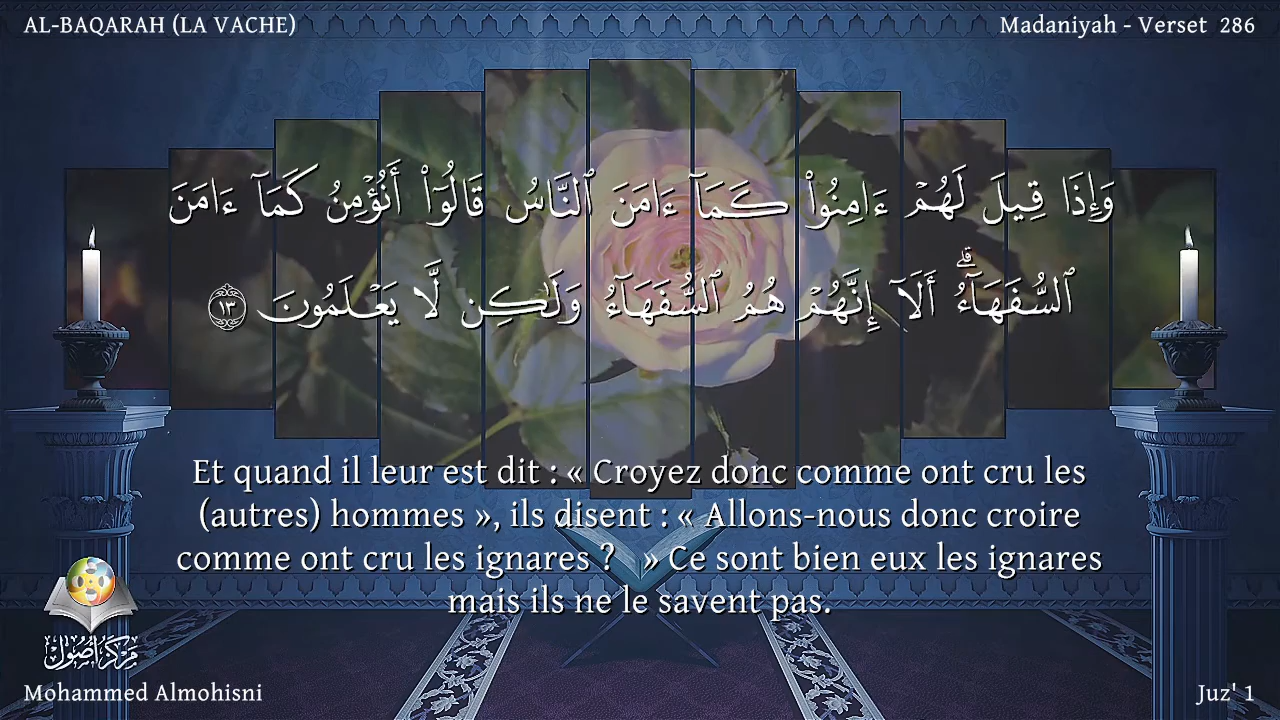 AL-BAQARAH (LA VACHE)
Madaniyah - Verset 286
وَإِذَا قِيلَ لَهُمْ ءَامِنُوا۟ كَمَآ ءَامَنَ ٱلنَّاسُ قَالُوٓا۟ أَنُؤْمِنُ كَمَآ ءَامَنَ
ٱلسُّفَهَآءُ ۗ أَلَآ إِنَّهُمْ هُمُ ٱلسُّفَهَآءُ وَلَـٰكِن لَّا يَعْلَمُونَ ١٣
Et quand il leur est dit : « Croyez donc comme ont cru les
(autres) hommes », ils disent : « Allons-nous donc croire
comme ont cru les ignares ? » Ce sont bien eux les ignares
mais ils ne le savent pas.
مركز أصول
Mohammed Almohisni
Juz' 1